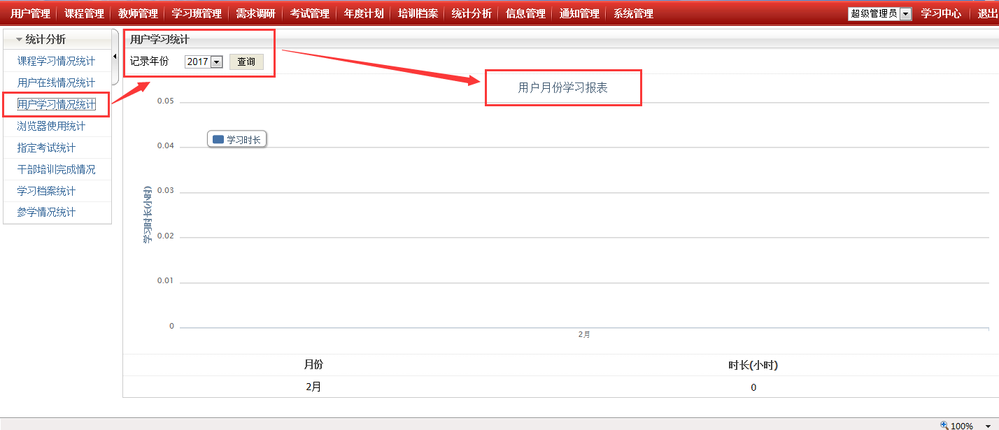 用户管理 课程管理 教师管理 学习班管理 需求调研 考试管理 年度计划 培训档案 统计分析 信息管理 通知管理 系统管理 超级管理员 学习中心 退出
统计分析
课程学习情况统计
用户在线情况统计
用户学习情况统计
浏览器使用统计
指定考试统计
干部培训完成情况
学习档案统计
参学情况统计
用户学习统计
记录年份 2017 查询
用户月份学习报表
学习时长
学习时长(小时)
0.05
0.04
0.03
0.02
0.01
0
2月
月份 时长(小时)
2月 0
100%